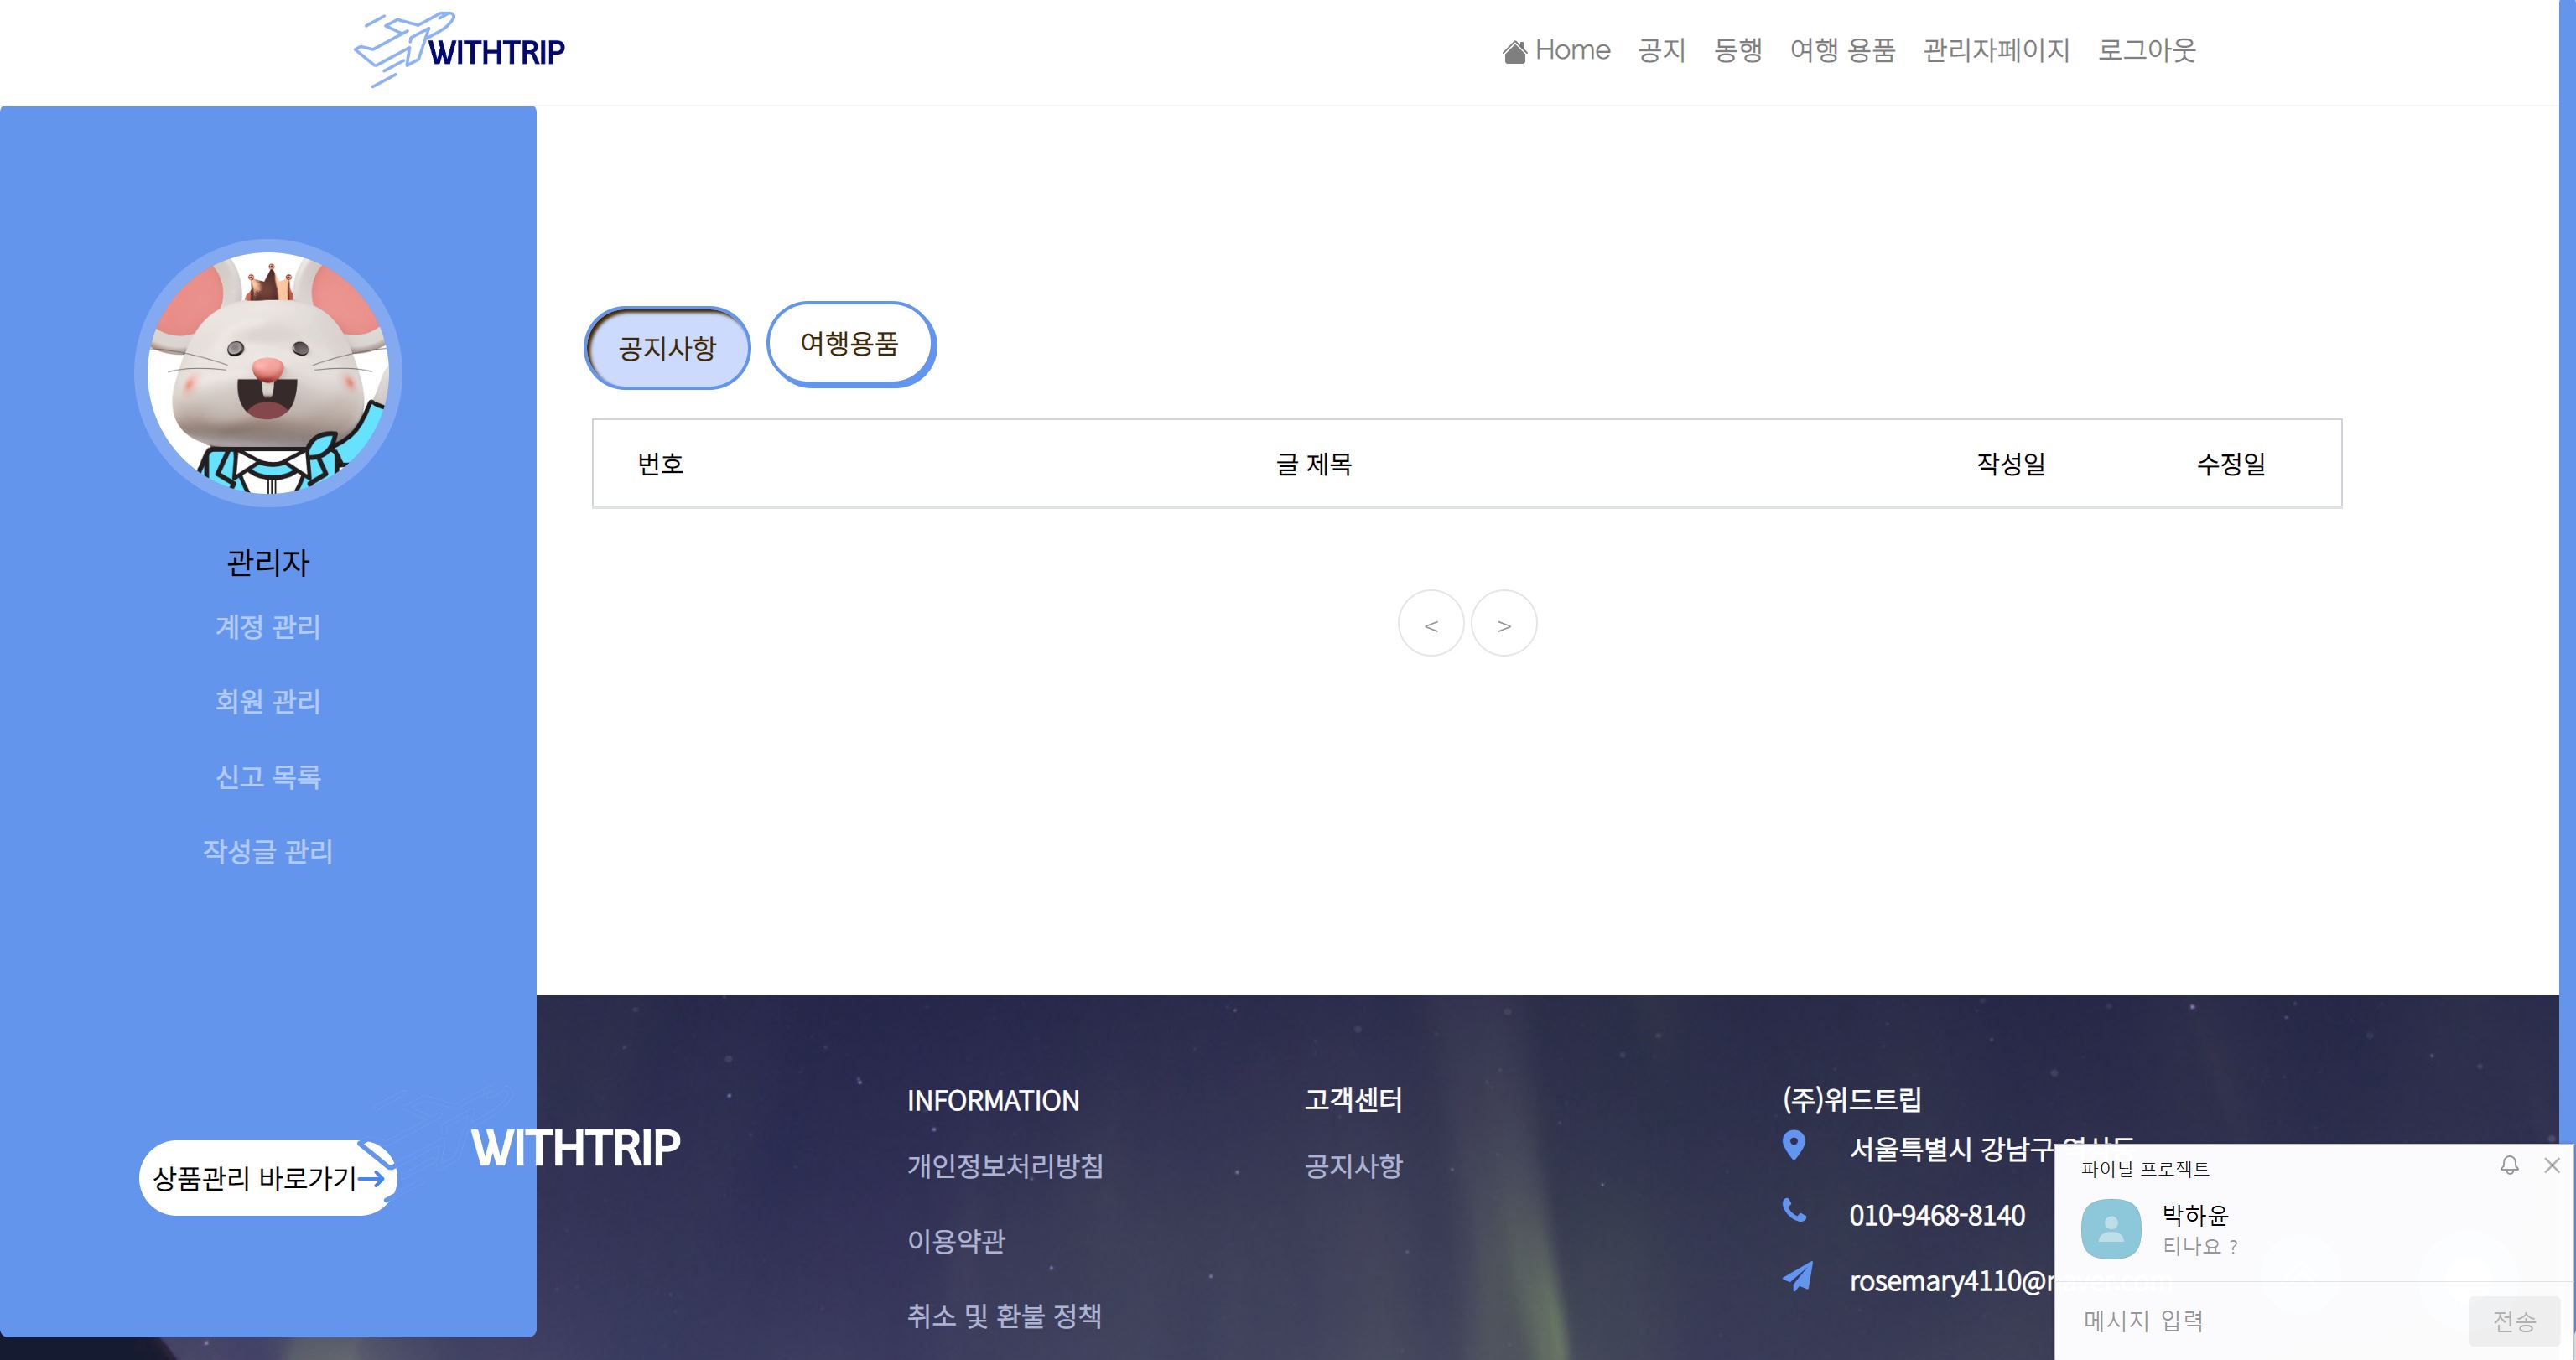 WITHTRIP
Home 공지 동행 여행 용품 관리자페이지 로그아웃
공지사항 여행용품
번호 글 제목 작성일 수정일
< >
관리자
계정 관리
회원 관리
신고 목록
작성글 관리
상품관리 바로가기
WITHTRIP
INFORMATION
개인정보처리방침
이용약관
취소 및 환불 정책
고객센터
공지사항
(주)위드트립
서울특별시 강남구
010-9468-8140
파이널 프로젝트
박하윤
티나요 ?
메시지 입력
전송